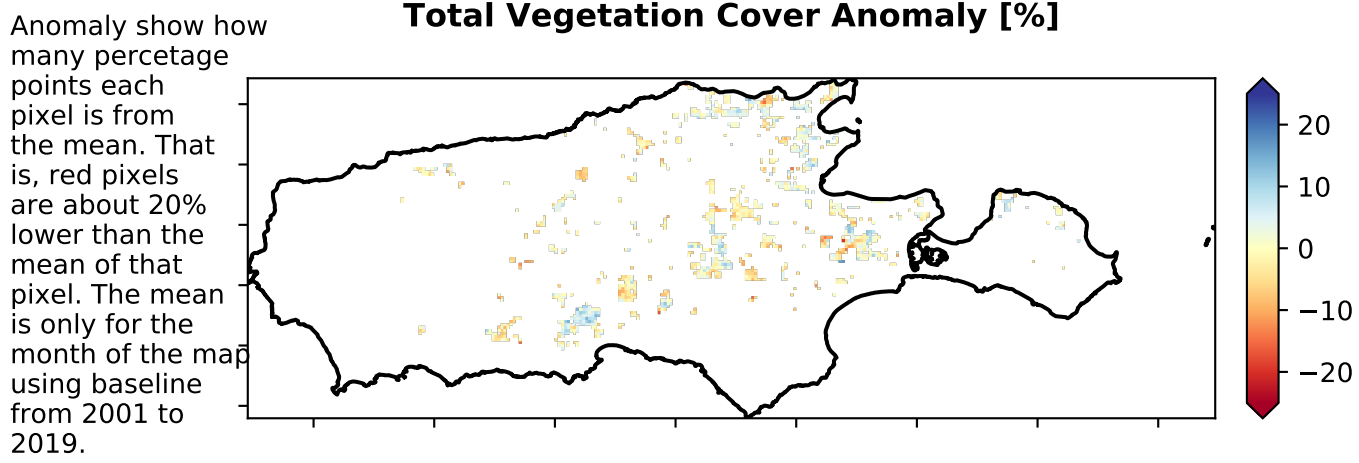 Total Vegetation Cover Anomaly [%]
Anomaly show how
many percetage
points each
pixel is from
the mean. That
is, red pixels
are about 20%
lower than the
mean of that
pixel. The mean
is only for the
month of the map
using baseline
from 2001 to
2019.
20
10
0
−10
−20